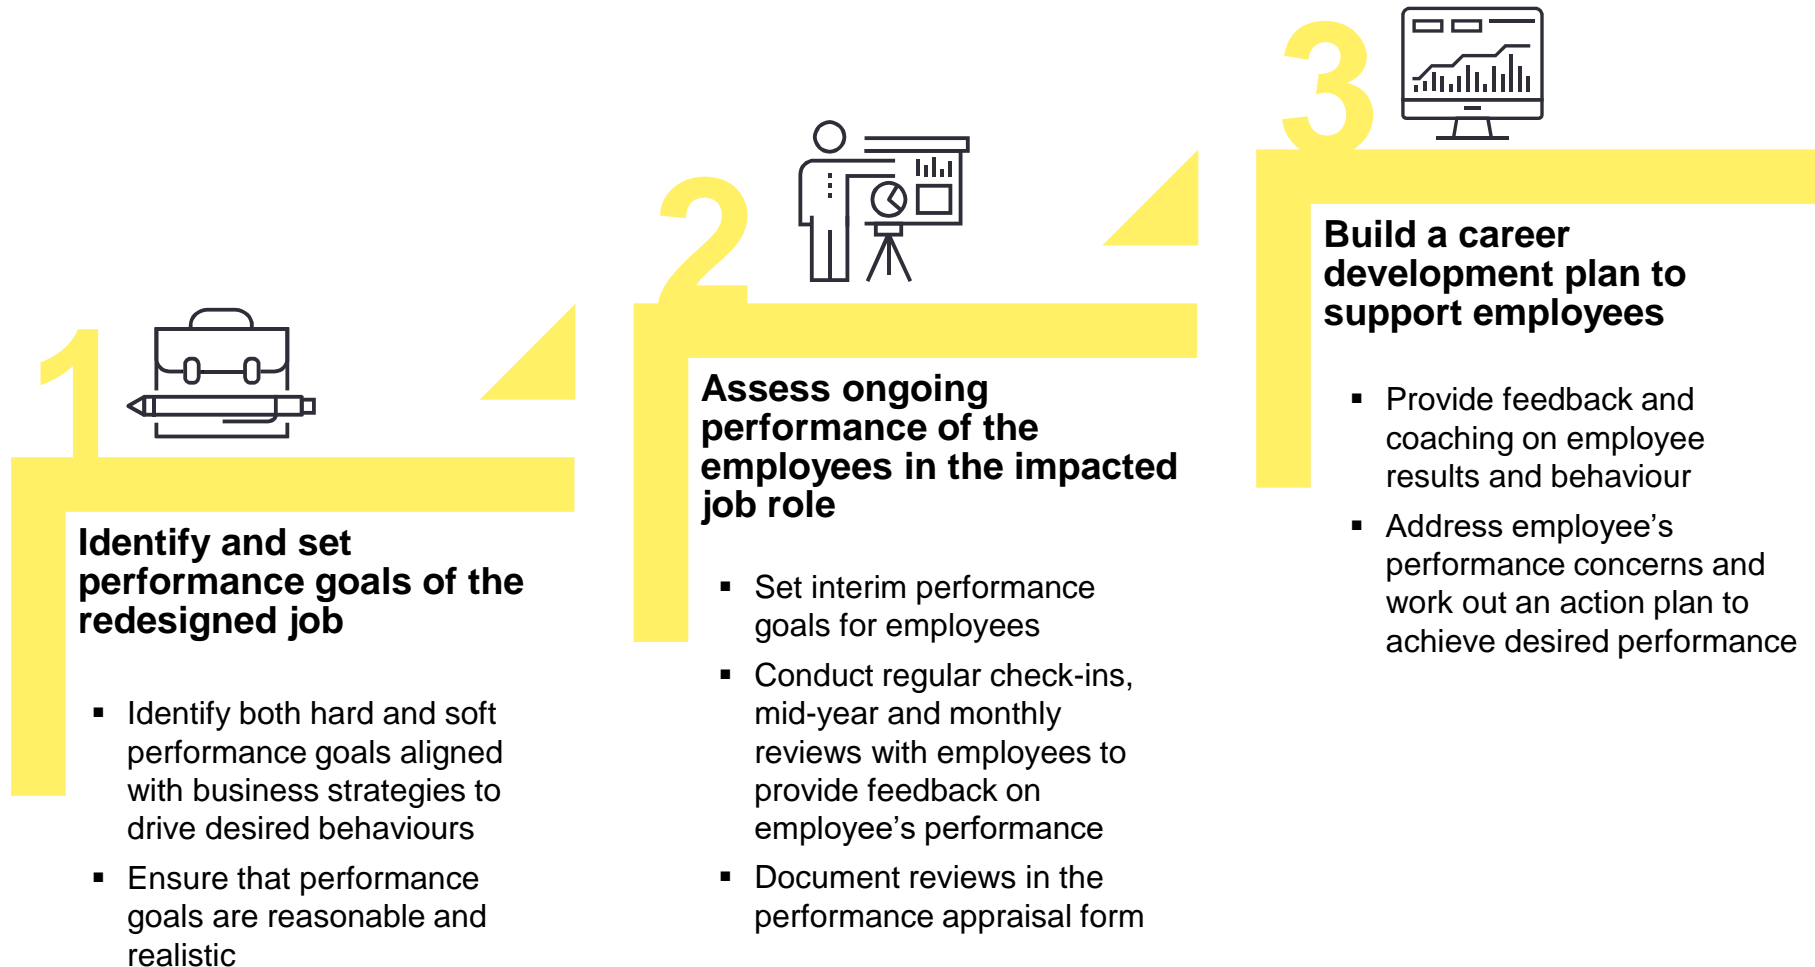 1
Identify and set
performance goals of the
redesigned job
▪ Identify both hard and soft
performance goals aligned
with business strategies to
drive desired behaviours
▪ Ensure that performance
goals are reasonable and
realistic
2
Assess ongoing
performance of the
employees in the impacted
job role
▪ Set interim performance
goals for employees
▪ Conduct regular check-ins,
mid-year and monthly
reviews with employees to
provide feedback on
employee’s performance
▪ Document reviews in the
performance appraisal form
3
Build a career
development plan to
support employees
▪ Provide feedback and
coaching on employee
results and behaviour
▪ Address employee’s
performance concerns and
work out an action plan to
achieve desired performance